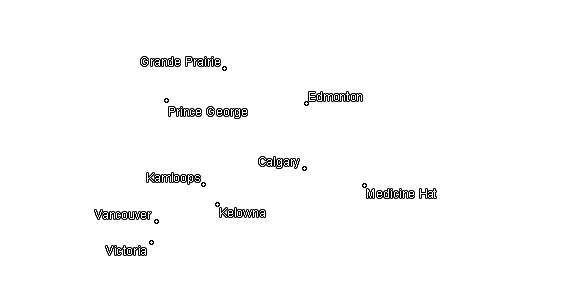 Grande Prairie
Edmonton
Prince George
Calgary
Kamloops
Medicine Hat
Vancouver
Kelowna
Victoria